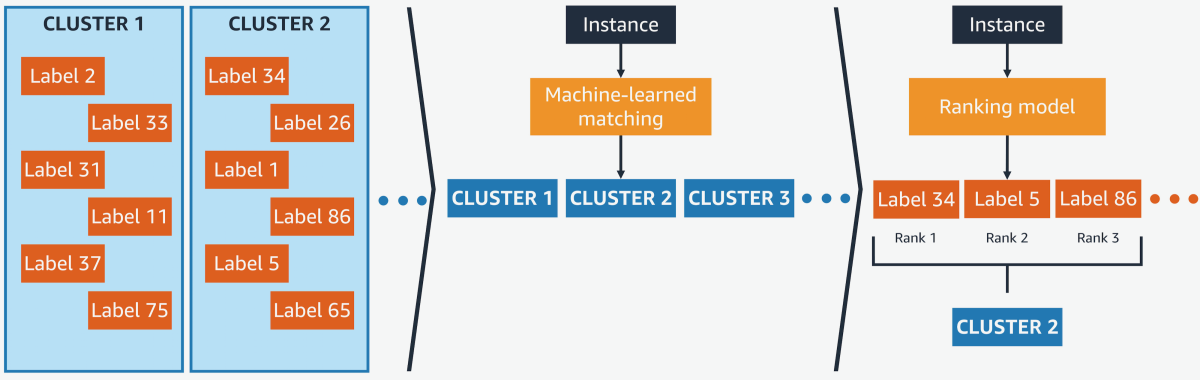 CLUSTER 1
Label 2
Label 33
Label 31
Label 11
Label 37
Label 75
CLUSTER 2
Label 34
Label 26
Label 1
Label 86
Label 5
Label 65
Instance
Machine-learned
matching
CLUSTER 1
CLUSTER 2
CLUSTER 3
Instance
Ranking model
Label 34
Label 5
Label 86
Rank 1
Rank 2
Rank 3
CLUSTER 2